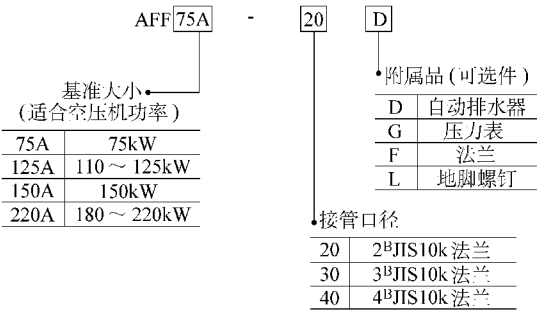 AFF 75A - 20 D
基准大小
(适合空压机功率)
75A 75kW
125A 110～125kW
150A 150kW
220A 180～220kW
附属品(可选件)
D 自动排水器
G 压力表
F 法兰
L 地脚螺钉
接管口径
20 2ᴮJIS10k法兰
30 3ᴮJIS10k法兰
40 4ᴮJIS10k法兰